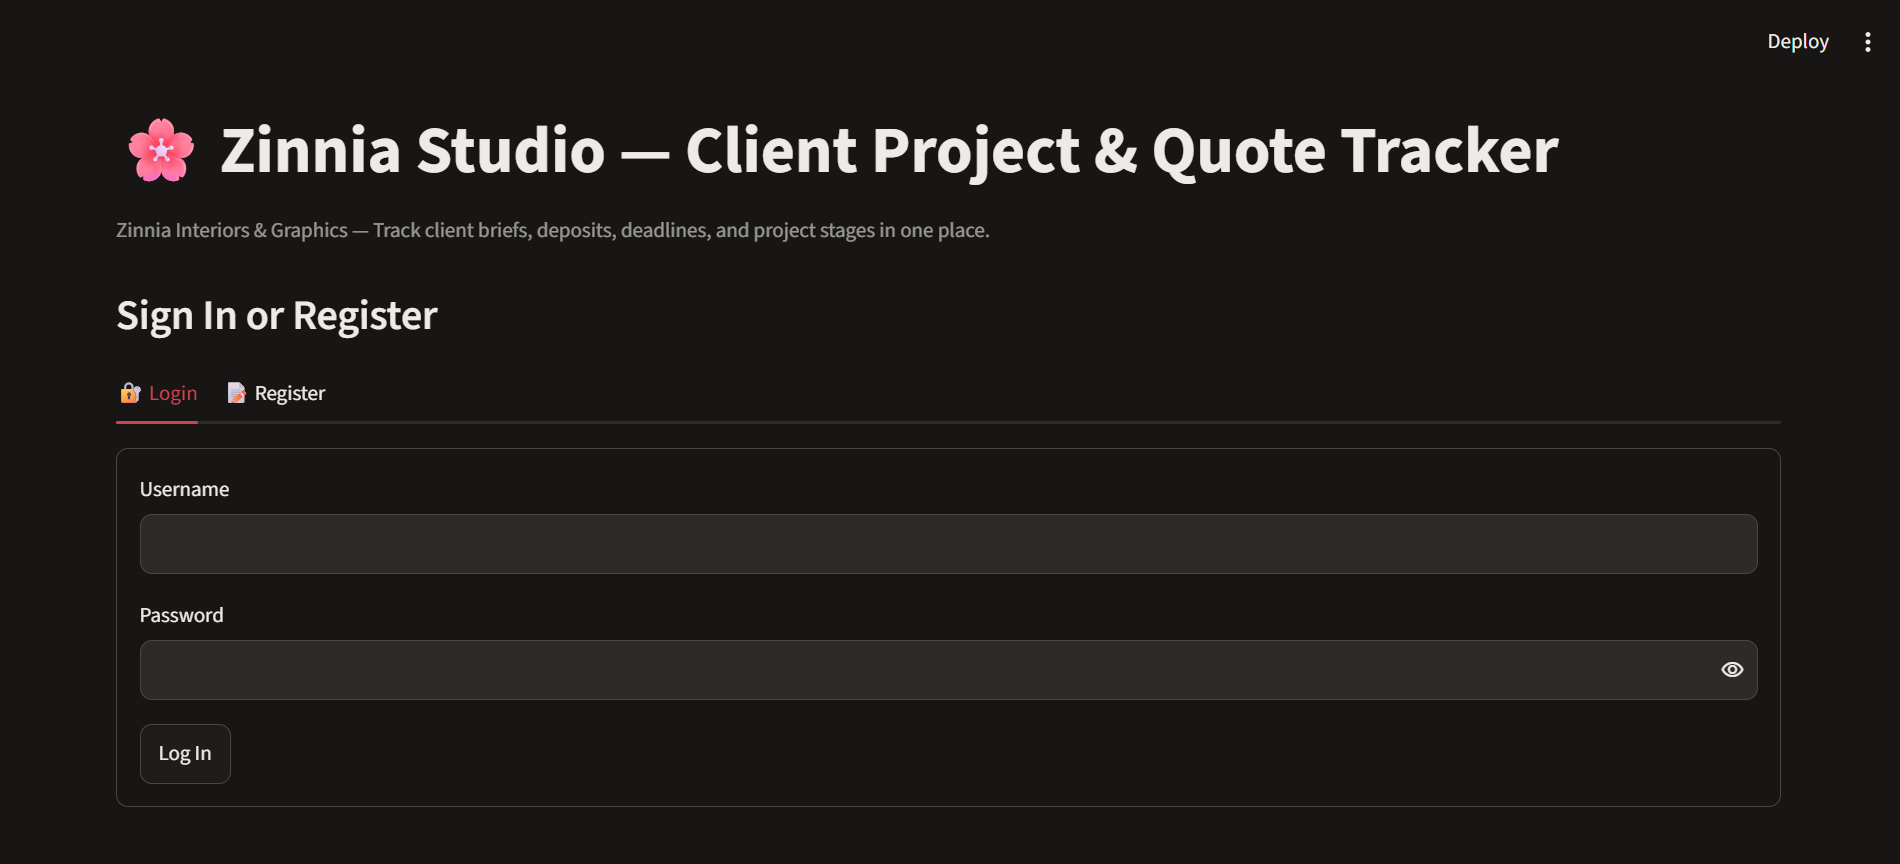 Deploy
Zinnia Studio — Client Project & Quote Tracker
Zinnia Interiors & Graphics — Track client briefs, deposits, deadlines, and project stages in one place.
Sign In or Register
Login Register
Username
Password
Log In